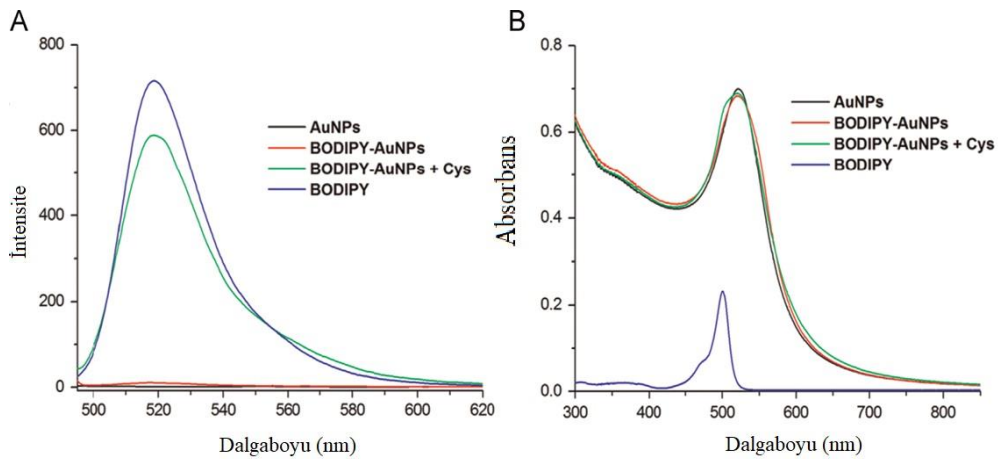 A
800
600
400
200
0
İntensite
AuNPs
BODIPY-AuNPs
BODIPY-AuNPs + Cys
BODIPY
500 520 540 560 580 600 620
Dalgaboyu (nm)
B
0.8
0.6
0.4
0.2
0.0
Absorbans
AuNPs
BODIPY-AuNPs
BODIPY-AuNPs + Cys
BODIPY
300 400 500 600 700 800
Dalgaboyu (nm)